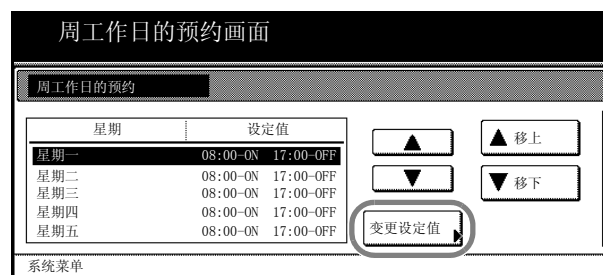 周工作日的预约画面
周工作日的预约
星期 设定值
星期一 08:00-ON 17:00-OFF
星期二 08:00-ON 17:00-OFF
星期三 08:00-ON 17:00-OFF
星期四 08:00-ON 17:00-OFF
星期五 08:00-ON 17:00-OFF
▲ ▲ 移上
▼ ▼ 移下
变更设定值
系统菜单